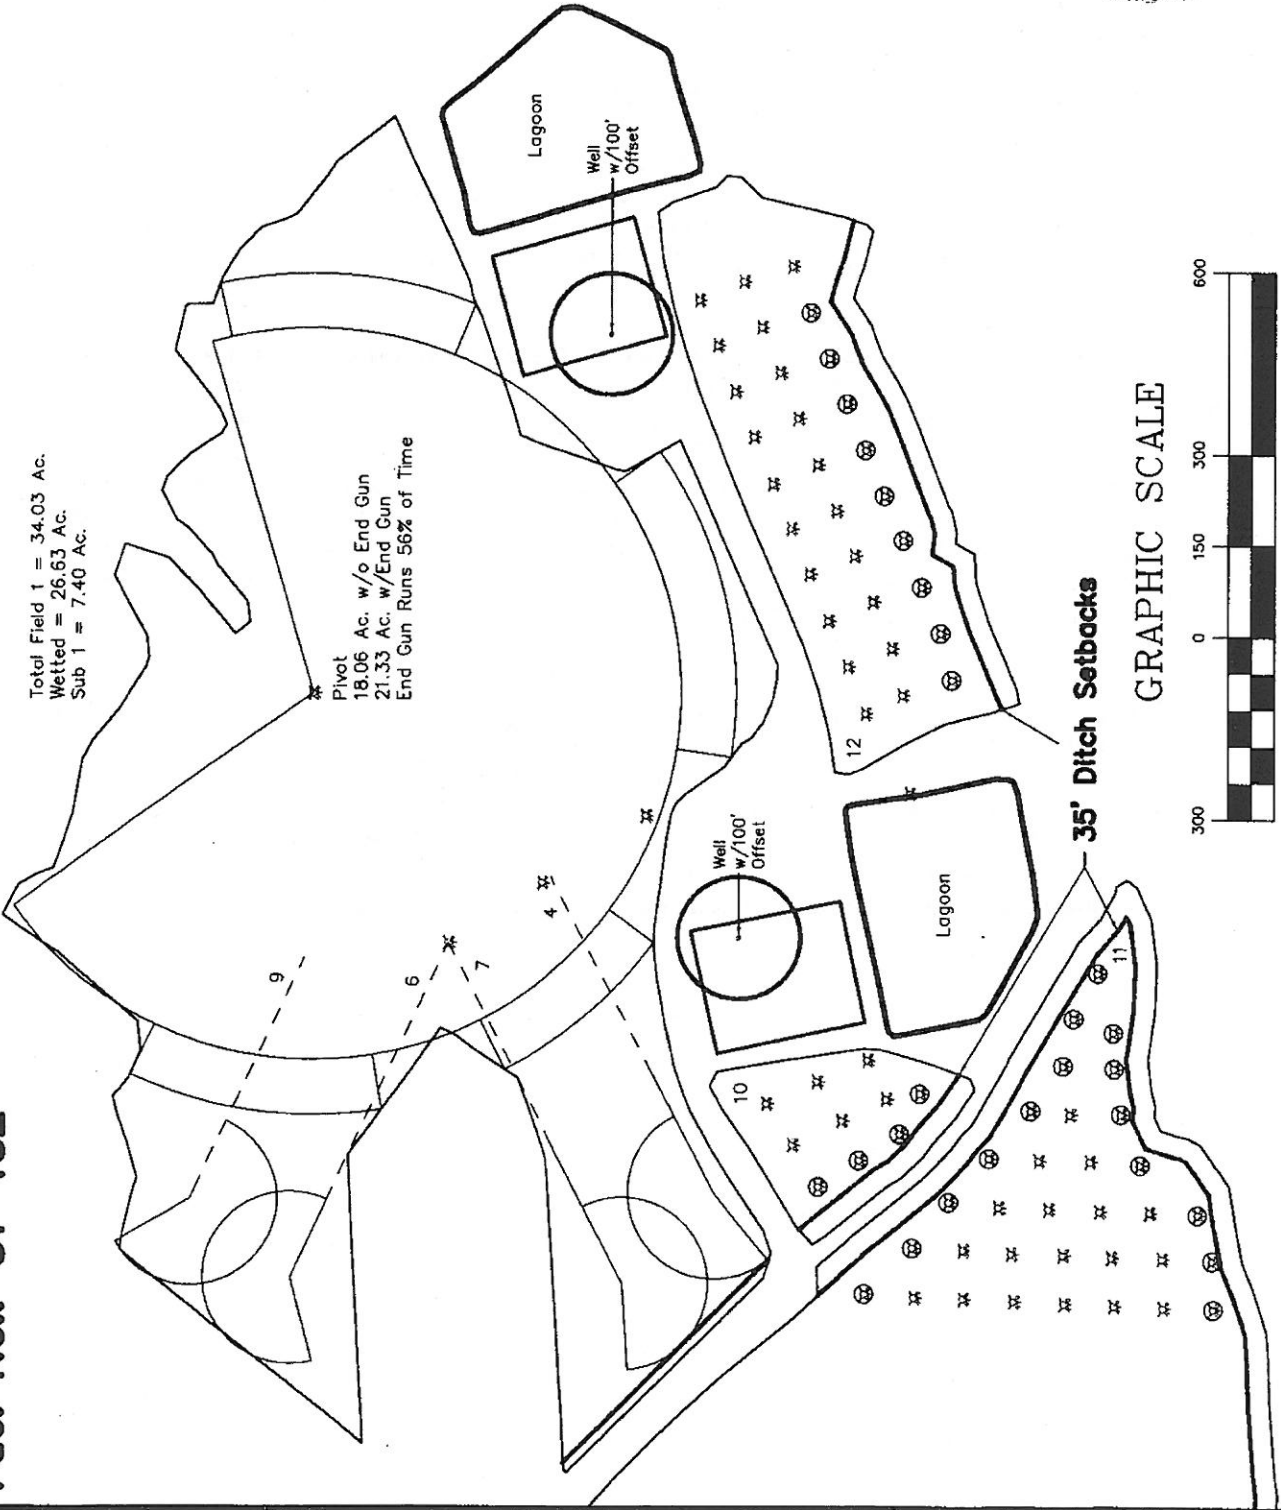 Total Field 1 = 34.03 Ac.
Wetted = 26.63 Ac.
Sub 1 = 7.40 Ac.
Pivot
18.06 Ac. w/o End Gun
21.33 Ac. w/End Gun
End Gun Runs 56% of Time
Lagoon
Well
w/100'
Offset
9
6
7
4
Well
w/100'
Offset
12
10
Lagoon
11
35' Ditch Setbacks
GRAPHIC SCALE
300
0
150
300
600